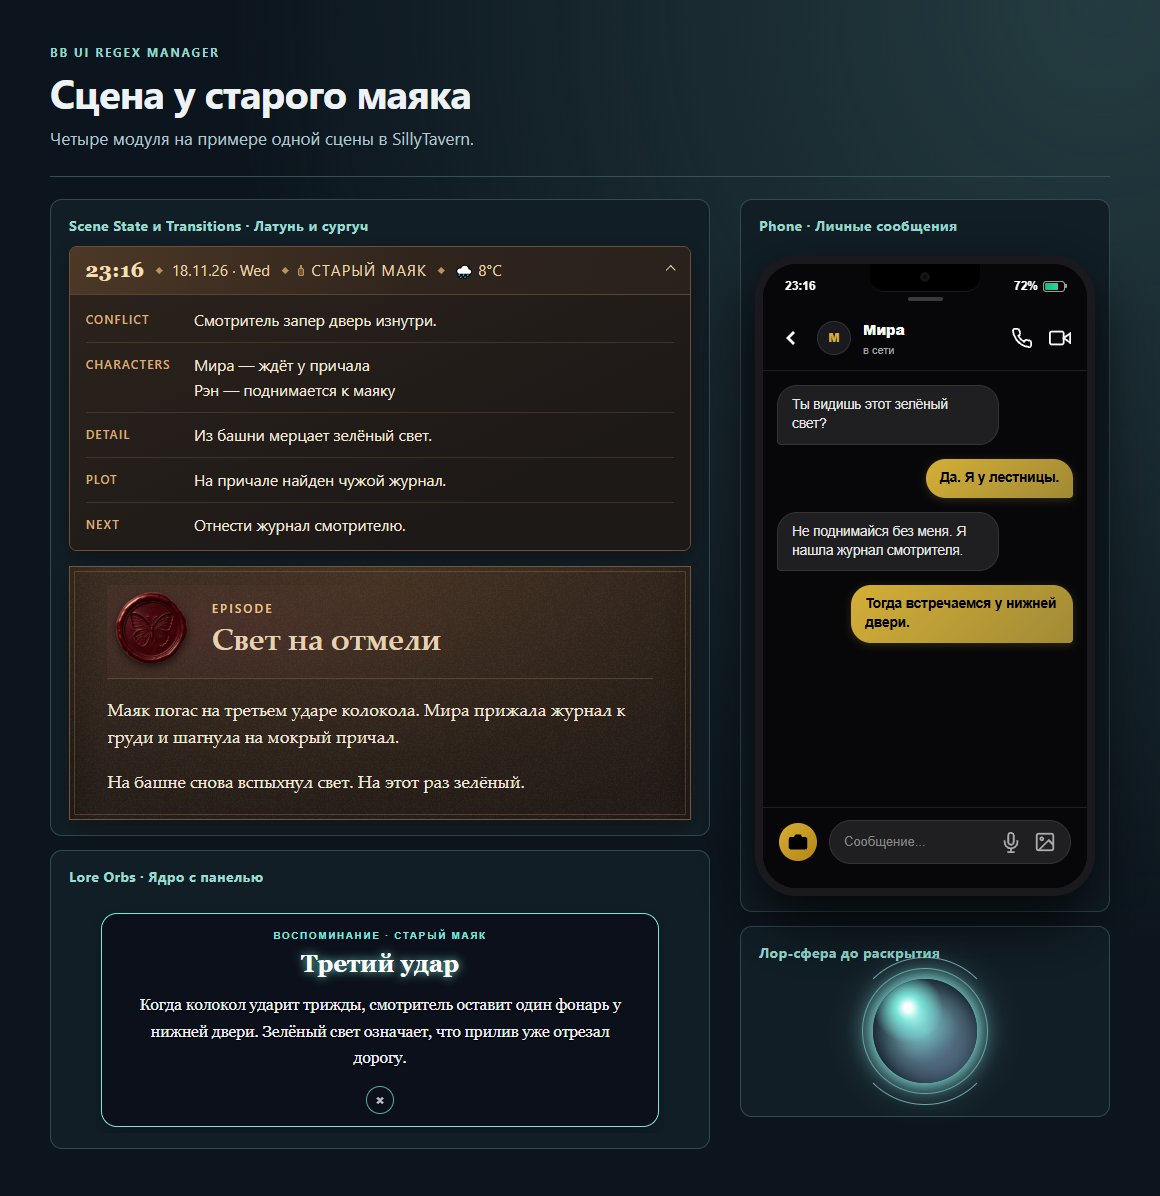 BB UI REGEX MANAGER
Сцена у старого маяка
Четыре модуля на примере одной сцены в SillyTavern.
Scene State и Transitions · Латунь и сургуч
23:16 ◆ 18.11.26 · Wed ◆ СТАРЫЙ МАЯК ◆ 8°C
CONFLICT Смотритель запер дверь изнутри.
CHARACTERS Мира — ждёт у причала
Рэн — поднимается к маяку
DETAIL Из башни мерцает зелёный свет.
PLOT На причале найден чужой журнал.
NEXT Отнести журнал смотрителю.
EPISODE
Свет на отмели
Маяк погас на третьем ударе колокола. Мира прижала журнал к
груди и шагнула на мокрый причал.
На башне снова вспыхнул свет. На этот раз зелёный.
Lore Orbs · Ядро с панелью
ВОСПОМИНАНИЕ · СТАРЫЙ МАЯК
Третий удар
Когда колокол ударит трижды, смотритель оставит один фонарь у
нижней двери. Зелёный свет означает, что прилив уже отрезал
дорогу.
Phone · Личные сообщения
23:16 72%
М
Мира
в сети
Ты видишь этот зелёный
свет?
Да. Я у лестницы.
Не поднимайся без меня. Я
нашла журнал смотрителя.
Тогда встречаемся у нижней
двери.
Сообщение...
Лор-сфера до раскрытия